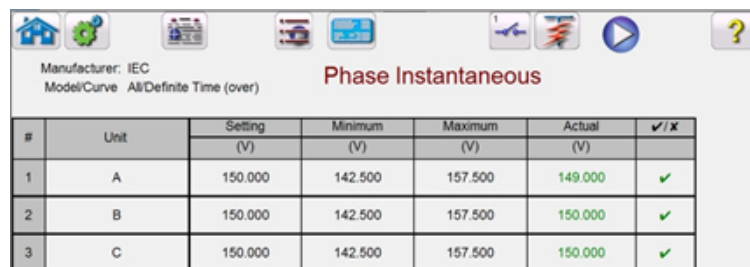 1
?
Manufacturer: IEC
Model/Curve All/Definite Time (over)
Phase Instantaneous
# Unit Setting Minimum Maximum Actual ✔/✘
(V) (V) (V) (V)
1 A 150.000 142.500 157.500 149.000 ✔
2 B 150.000 142.500 157.500 150.000 ✔
3 C 150.000 142.500 157.500 150.000 ✔